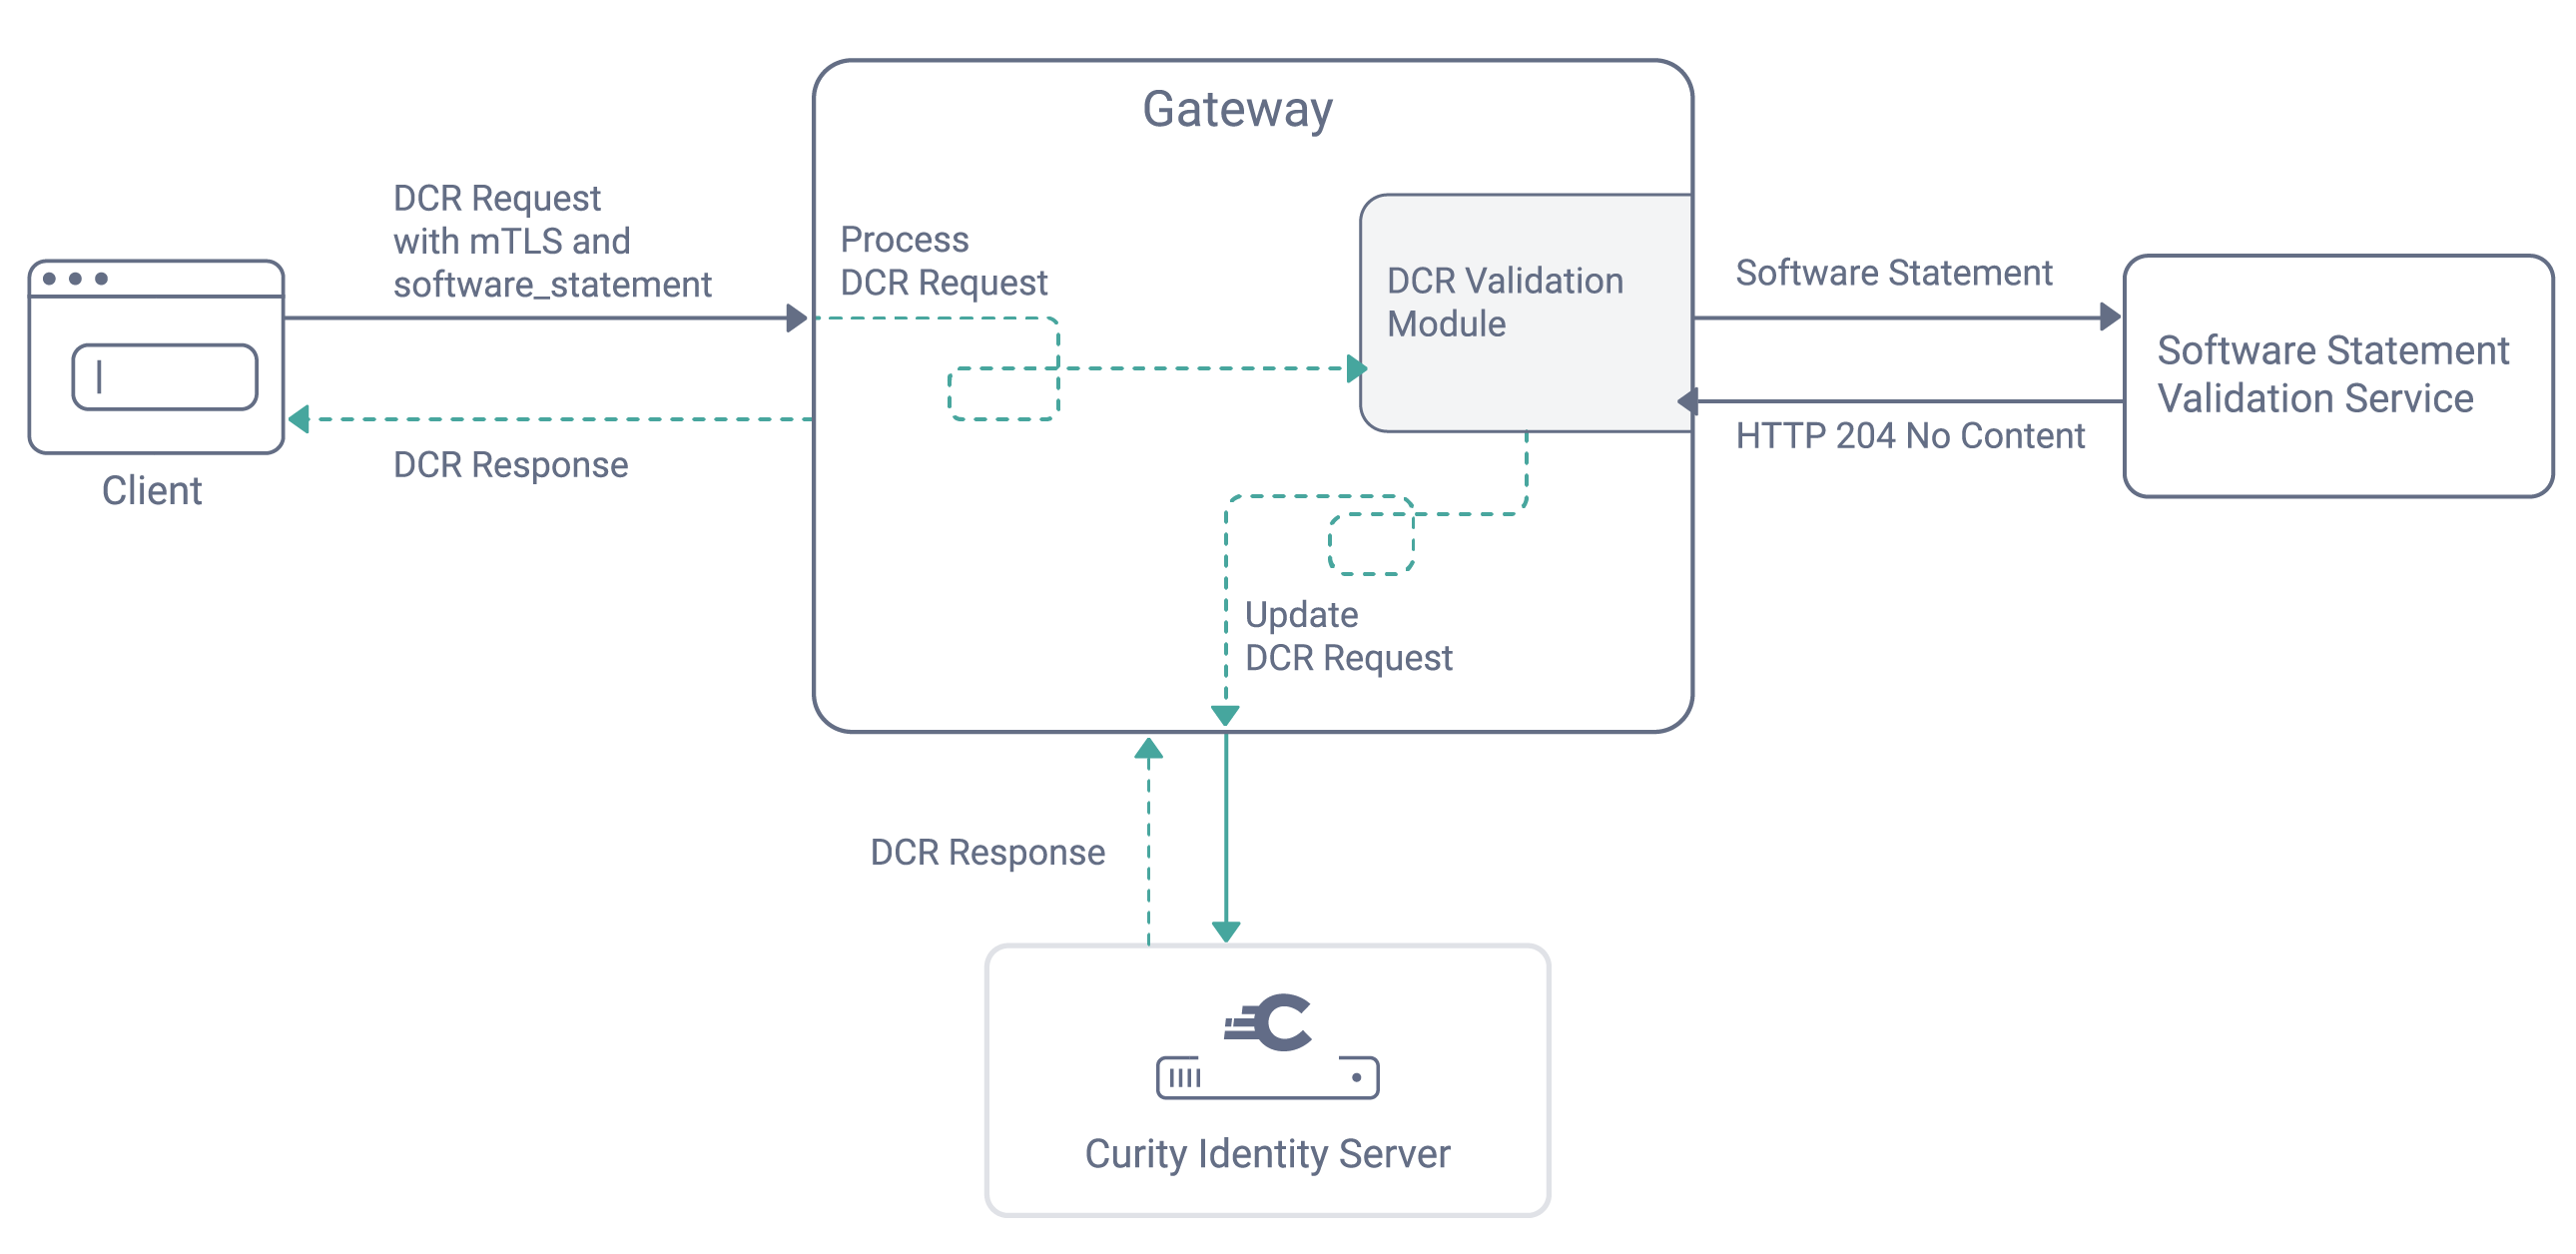 Gateway
DCR Request
with mTLS and
software_statement
Process
DCR Request
DCR Validation
Module
Software Statement
Software Statement
Validation Service
HTTP 204 No Content
DCR Response
Client
Update
DCR Request
DCR Response
Curity Identity Server